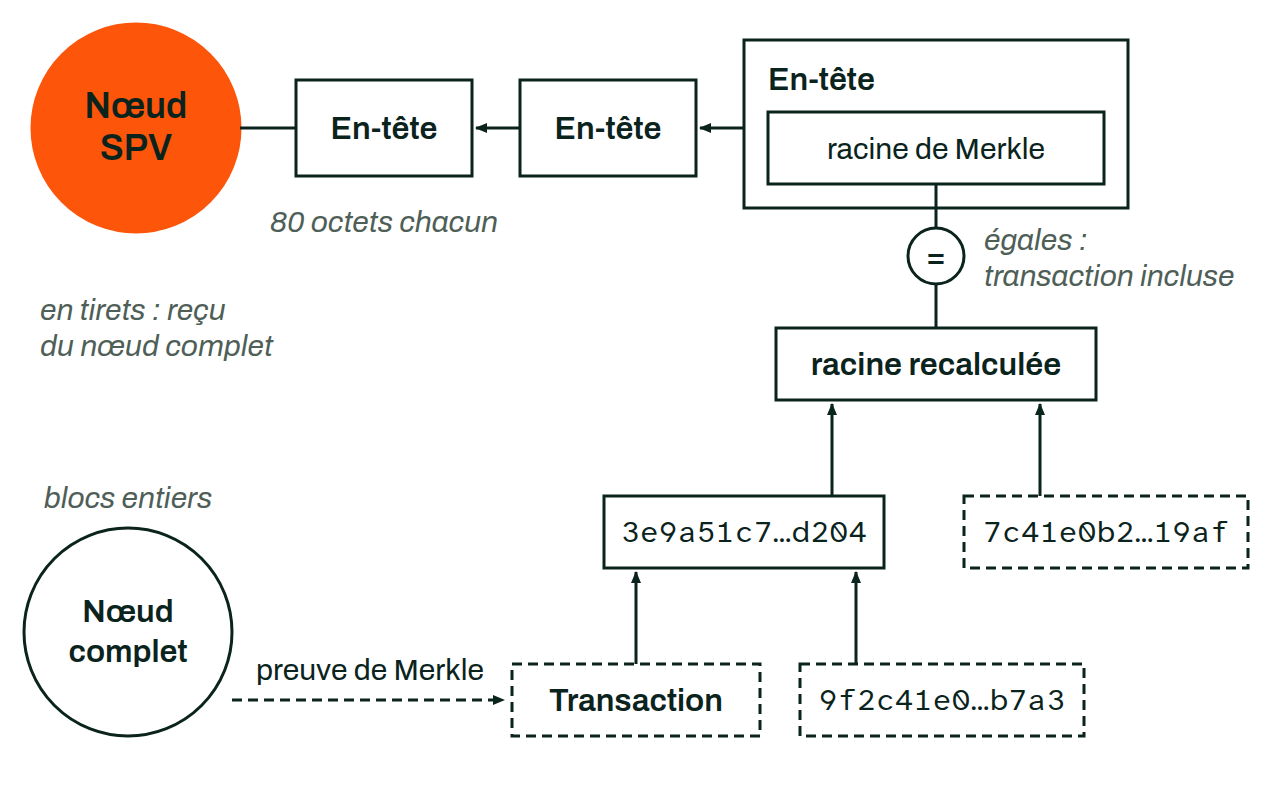 Nœud
SPV
En-tête
En-tête
En-tête
racine de Merkle
80 octets chacun
=
égales :
transaction incluse
en tirets : reçu
du nœud complet
racine recalculée
blocs entiers
3e9a51c7…d204
7c41e0b2…19af
Nœud
complet
preuve de Merkle
Transaction
9f2c41e0…b7a3